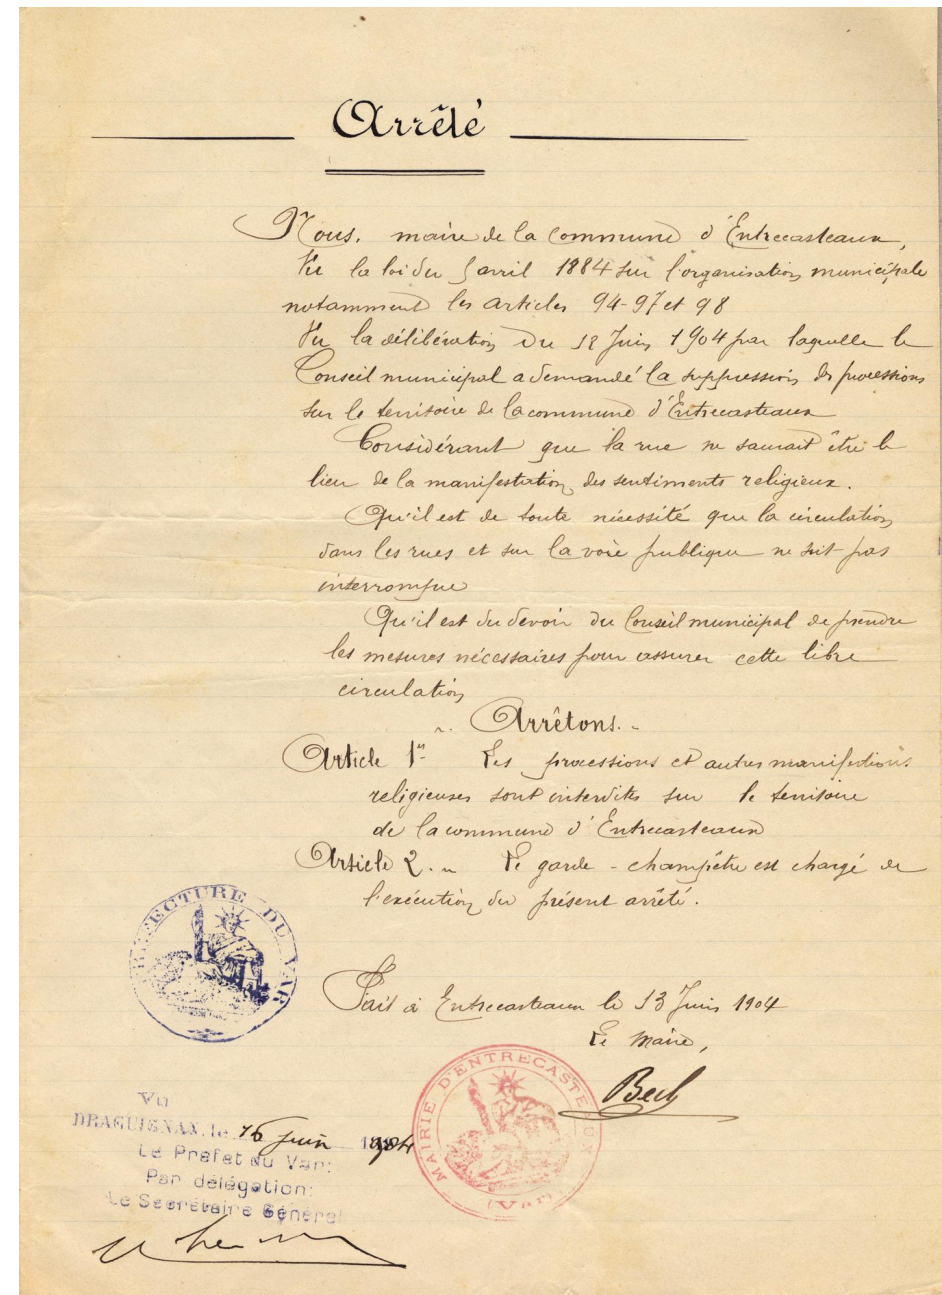 Arrêté
Nous, maire de la commune d'Entrecasteaux,
Vu la loi du 5 avril 1884 sur l'organisation municipale
notamment les articles 94-97 et 98
Vu la délibération du 12 Juin 1904 par laquelle le
Conseil municipal a demandé la suppression des processions
sur le territoire de la commune d'Entrecasteaux
Considérant que la rue ne saurait être le
lieu de la manifestation des sentiments religieux.
Qu'il est de toute nécessité que la circulation
dans les rues et sur la voie publique ne soit pas
interrompue
Qu'il est du devoir du Conseil municipal de prendre
les mesures nécessaires pour assurer cette libre
circulation
Arrêtons.
Article 1er Les processions et autres manifestations
religieuses sont interdites sur le territoire
de la commune d'Entrecasteaux
Article 2. Le garde-champêtre est chargé de
l'exécution du présent arrêté.
PRÉFECTURE DU VAR
Fait à Entrecasteaux le 13 Juin 1904
Le Maire,
MAIRIE D'ENTRECASTEAUX
(Var)
Vu
DRAGUIGNAN, le 16 Juin 1904
Le Préfet du Var:
Par délégation:
Le Secrétaire Général